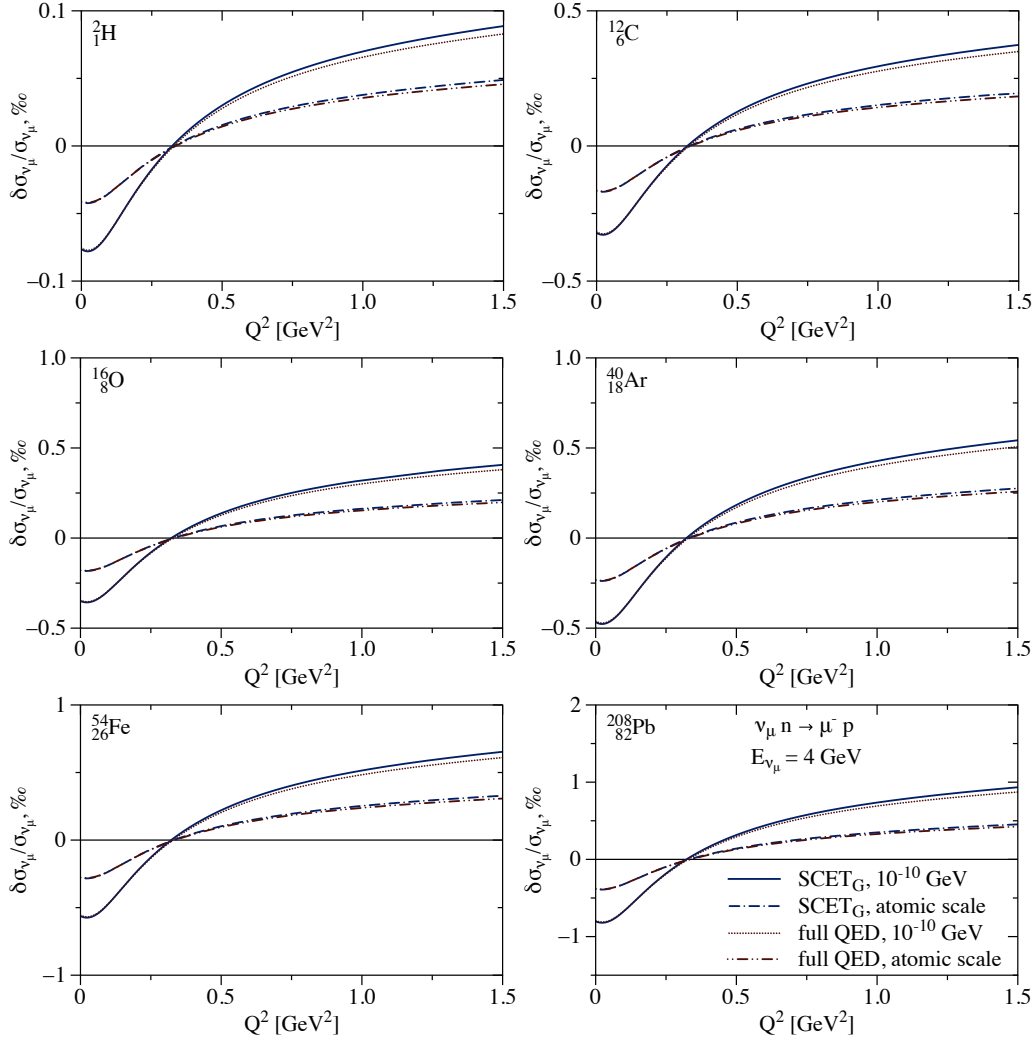 ²₁H
0.1
0
−0.1
δσ_νμ/σ_νμ, ‰
0 0.5 1.0 1.5
Q² [GeV²]
¹²₆C
0.5
0
−0.5
δσ_νμ/σ_νμ, ‰
0 0.5 1.0 1.5
Q² [GeV²]
¹⁶₈O
1.0
0.5
0
−0.5
δσ_νμ/σ_νμ, ‰
0 0.5 1.0 1.5
Q² [GeV²]
⁴⁰₁₈Ar
1.0
0.5
0
−0.5
δσ_νμ/σ_νμ, ‰
0 0.5 1.0 1.5
Q² [GeV²]
⁵⁴₂₆Fe
1
0
−1
δσ_νμ/σ_νμ, ‰
0 0.5 1.0 1.5
Q² [GeV²]
²⁰⁸₈₂Pb
ν_μ n → μ⁻ p
E_νμ = 4 GeV
2
1
0
−1
δσ_νμ/σ_νμ, ‰
SCET_G, 10⁻¹⁰ GeV
SCET_G, atomic scale
full QED, 10⁻¹⁰ GeV
full QED, atomic scale
0 0.5 1.0 1.5
Q² [GeV²]